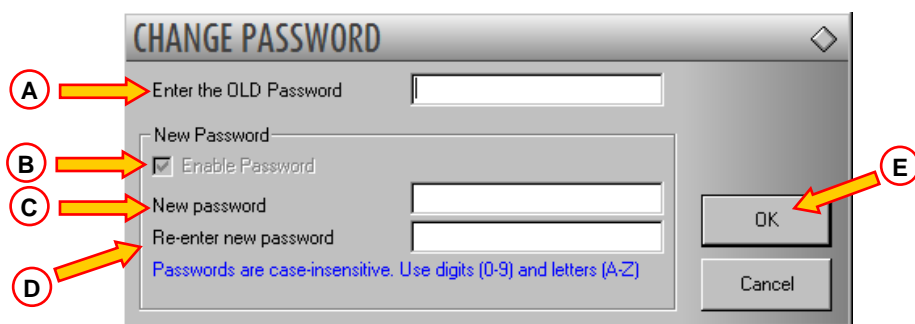 CHANGE PASSWORD
A
Enter the OLD Password
New Password
B
Enable Password
E
C
New password
OK
Re-enter new password
D
Passwords are case-insensitive. Use digits (0-9) and letters (A-Z)
Cancel